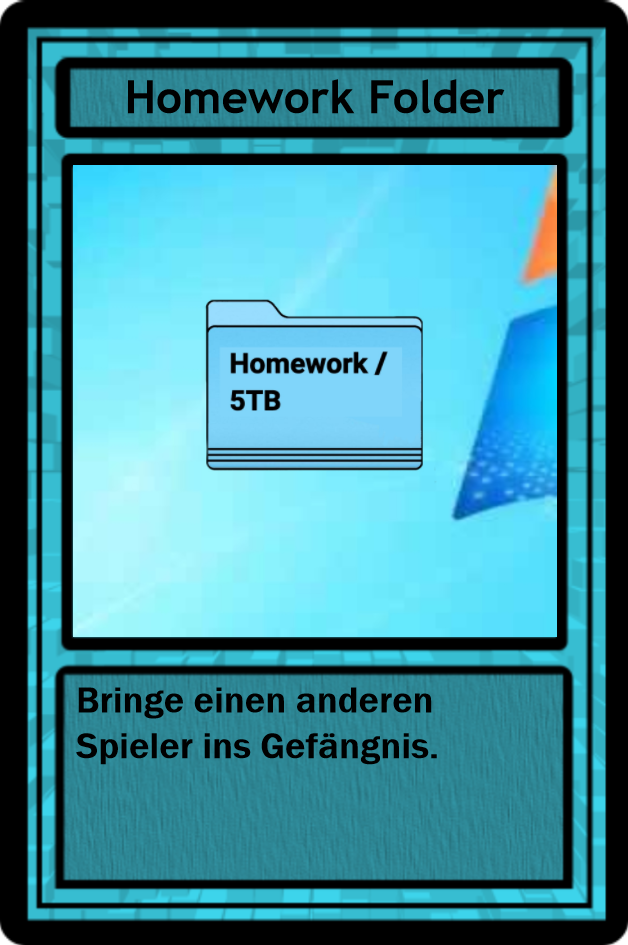 Homework Folder
Homework /
5TB
Bringe einen anderen
Spieler ins Gefängnis.